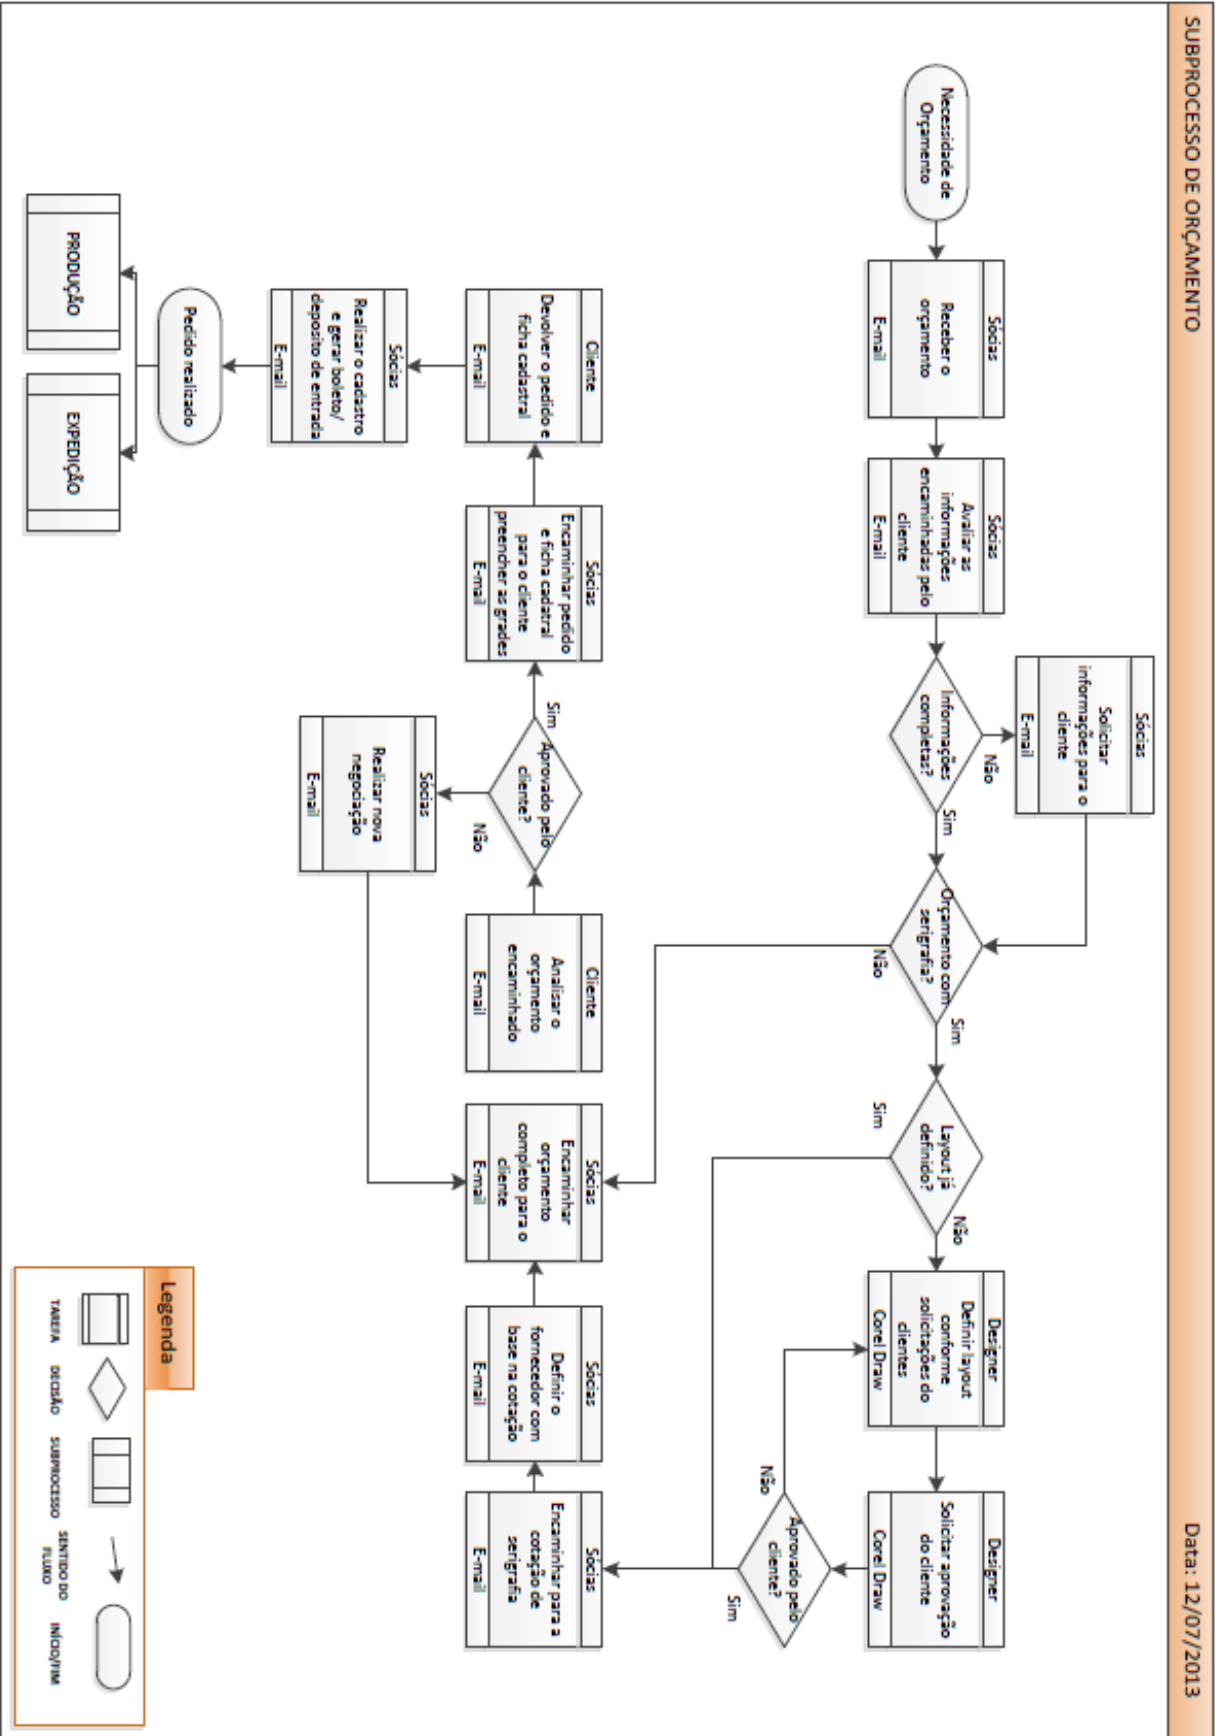 SUBPROCESSO DE ORÇAMENTO
Data: 12/07/2013
Necessidade de
Orçamento
Sócias
Receber o
orçamento
E-mail
Sócias
Avaliar as
informações
encaminhadas pelo
cliente
E-mail
Informações
completas?
Não
Sim
Sócias
Solicitar
informações para o
cliente
E-mail
Orçamento com
serigrafia?
Não
Sim
Layout já
definido?
Sim
Não
Designer
Definir layout
conforme
solicitações do
clientes
Corel Draw
Designer
Solicitar aprovação
do cliente
Corel Draw
Aprovado pelo
cliente?
Não
Sim
Sócias
Encaminhar para a
cotação de
serigrafia
E-mail
Sócias
Definir o
fornecedor com
base na cotação
E-mail
Sócias
Encaminhar
orçamento
completo para o
cliente
E-mail
Cliente
Analisar o
orçamento
encaminhado
E-mail
Aprovado pelo
cliente?
Sim
Não
Sócias
Realizar nova
negociação
E-mail
Sócias
Encaminhar pedido
e ficha cadatral
para o cliente
preencher as grades
E-mail
Cliente
Devolver o pedido e
ficha cadastral
E-mail
Sócias
Realizar o cadastro
e gerar boleto/
deposito de entrada
E-mail
Pedido realizado
PRODUÇÃO
EXPEDIÇÃO
Legenda
TAREFA
DECISÃO
SUBPROCESSO
SENTIDO DO
FLUXO
INÍCIO/FIM